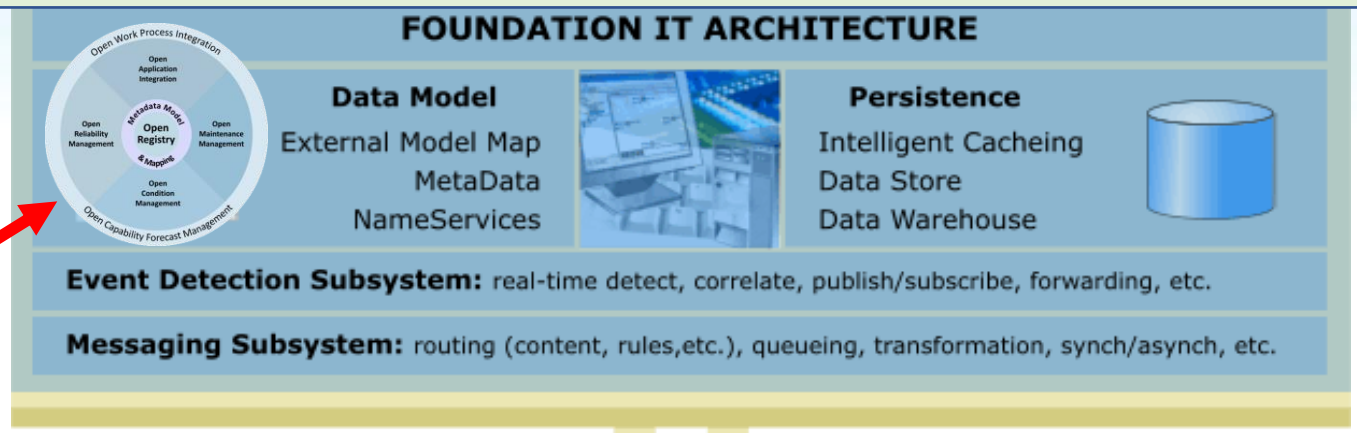 FOUNDATION IT ARCHITECTURE
Open Work Process Integration
Open
Application
Integration
Open
Reliability
Management
Metadata Model
Open
Registry
& Mapping
Open
Maintenance
Management
Open
Condition
Management
Open Capability Forecast Management
Data Model
External Model Map
MetaData
NameServices
Persistence
Intelligent Cacheing
Data Store
Data Warehouse
Event Detection Subsystem: real-time detect, correlate, publish/subscribe, forwarding, etc.
Messaging Subsystem: routing (content, rules,etc.), queueing, transformation, synch/asynch, etc.